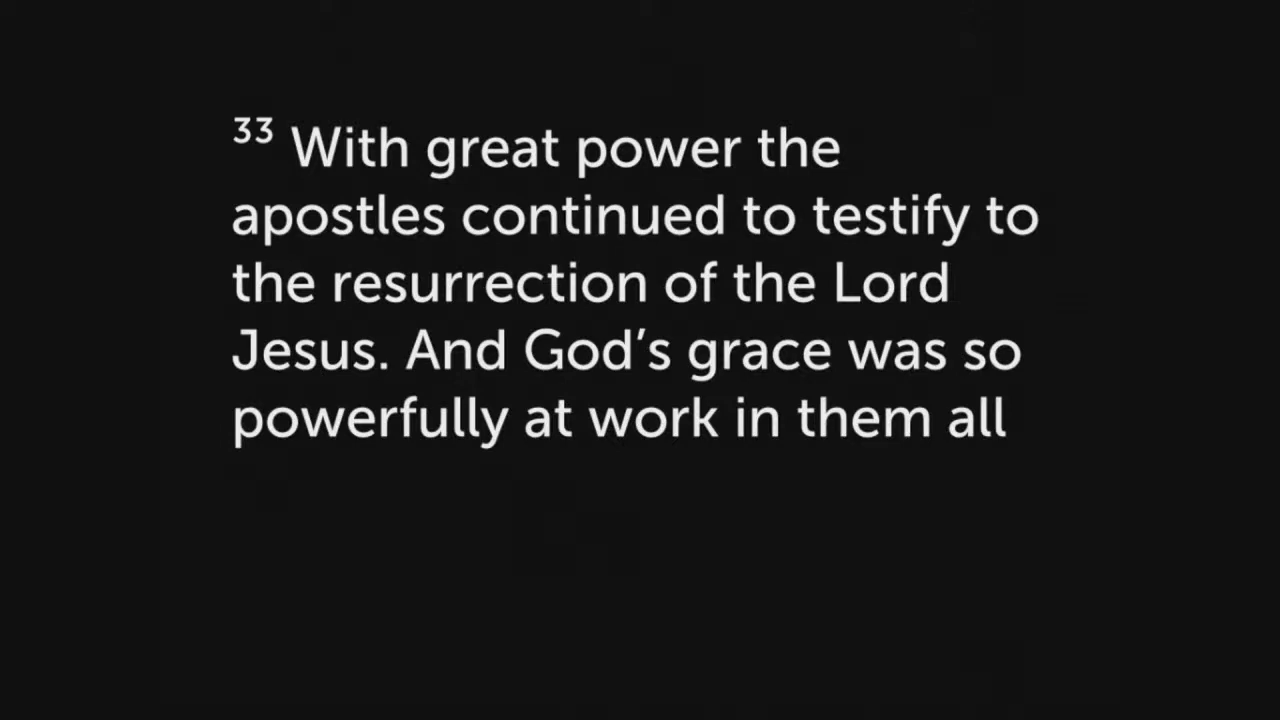 33 With great power the
apostles continued to testify to
the resurrection of the Lord
Jesus. And God’s grace was so
powerfully at work in them all